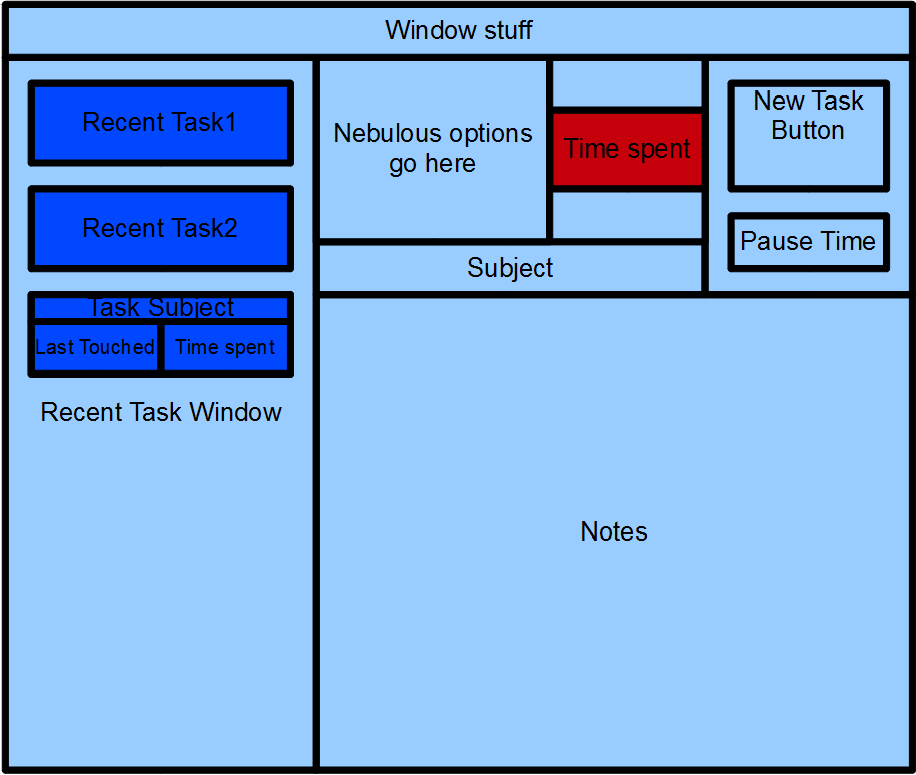 Window stuff
Recent Task1
Recent Task2
Task Subject
Last Touched
Time spent
Recent Task Window
Nebulous options
go here
Time spent
New Task
Button
Pause Time
Subject
Notes